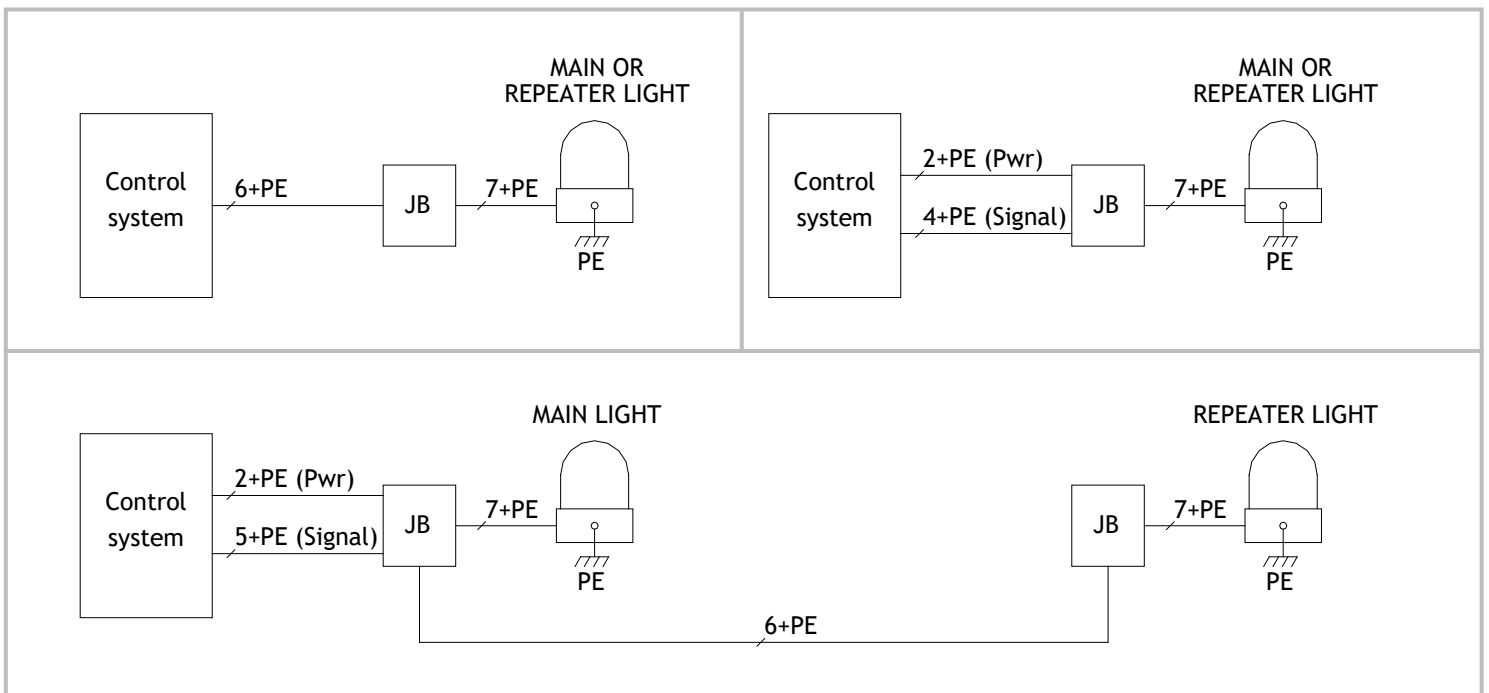 MAIN OR
REPEATER LIGHT
Control
system
6+PE
JB
7+PE
PE
MAIN OR
REPEATER LIGHT
Control
system
2+PE (Pwr)
4+PE (Signal)
JB
7+PE
PE
MAIN LIGHT
Control
system
2+PE (Pwr)
5+PE (Signal)
JB
7+PE
PE
6+PE
REPEATER LIGHT
JB
7+PE
PE